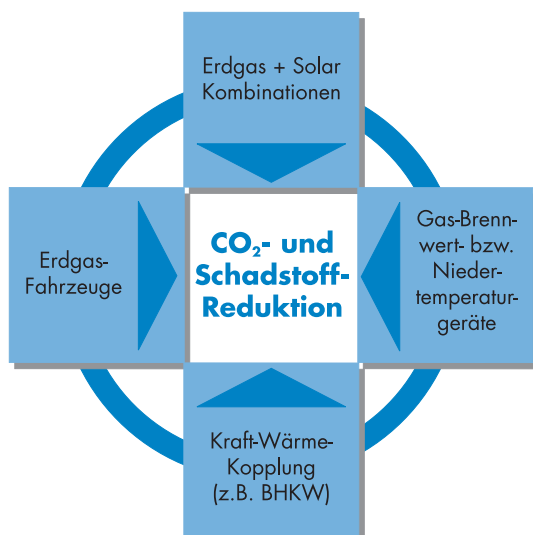 Erdgas + Solar
Kombinationen
Erdgas-
Fahrzeuge
CO₂- und
Schadstoff-
Reduktion
Gas-Brenn-
wert- bzw.
Nieder-
temperatur-
geräte
Kraft-Wärme-
Kopplung
(z.B. BHKW)